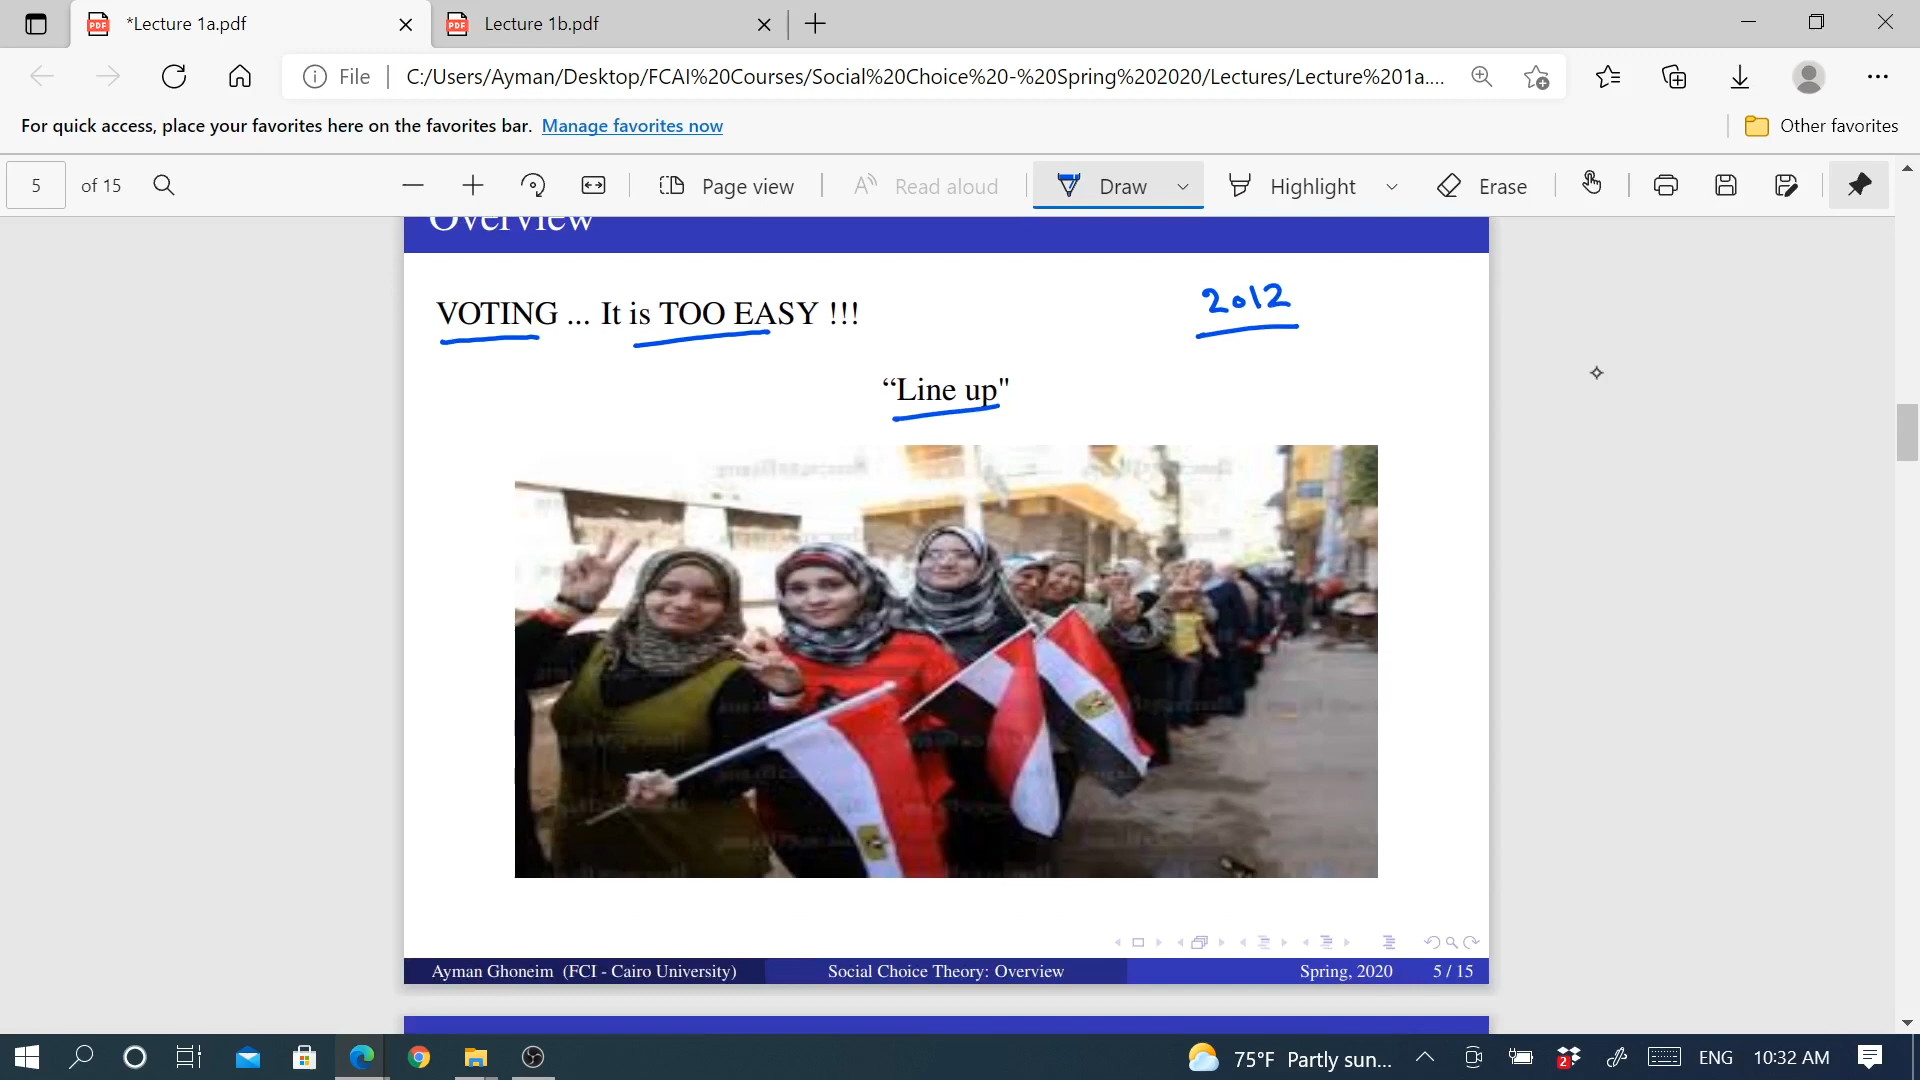 *Lecture 1a.pdf
Lecture 1b.pdf
File
C:/Users/Ayman/Desktop/FCAI%20Courses/Social%20Choice%20-%20Spring%202020/Lectures/Lecture%201a....
For quick access, place your favorites here on the favorites bar. Manage favorites now
Other favorites
5 of 15
Page view
Read aloud
Draw
Highlight
Erase
Overview
VOTING ... It is TOO EASY !!!
2012
“Line up"
Ayman Ghoneim (FCI - Cairo University)
Social Choice Theory: Overview
Spring, 2020
5 / 15
75°F Partly sun...
2
ENG
10:32 AM